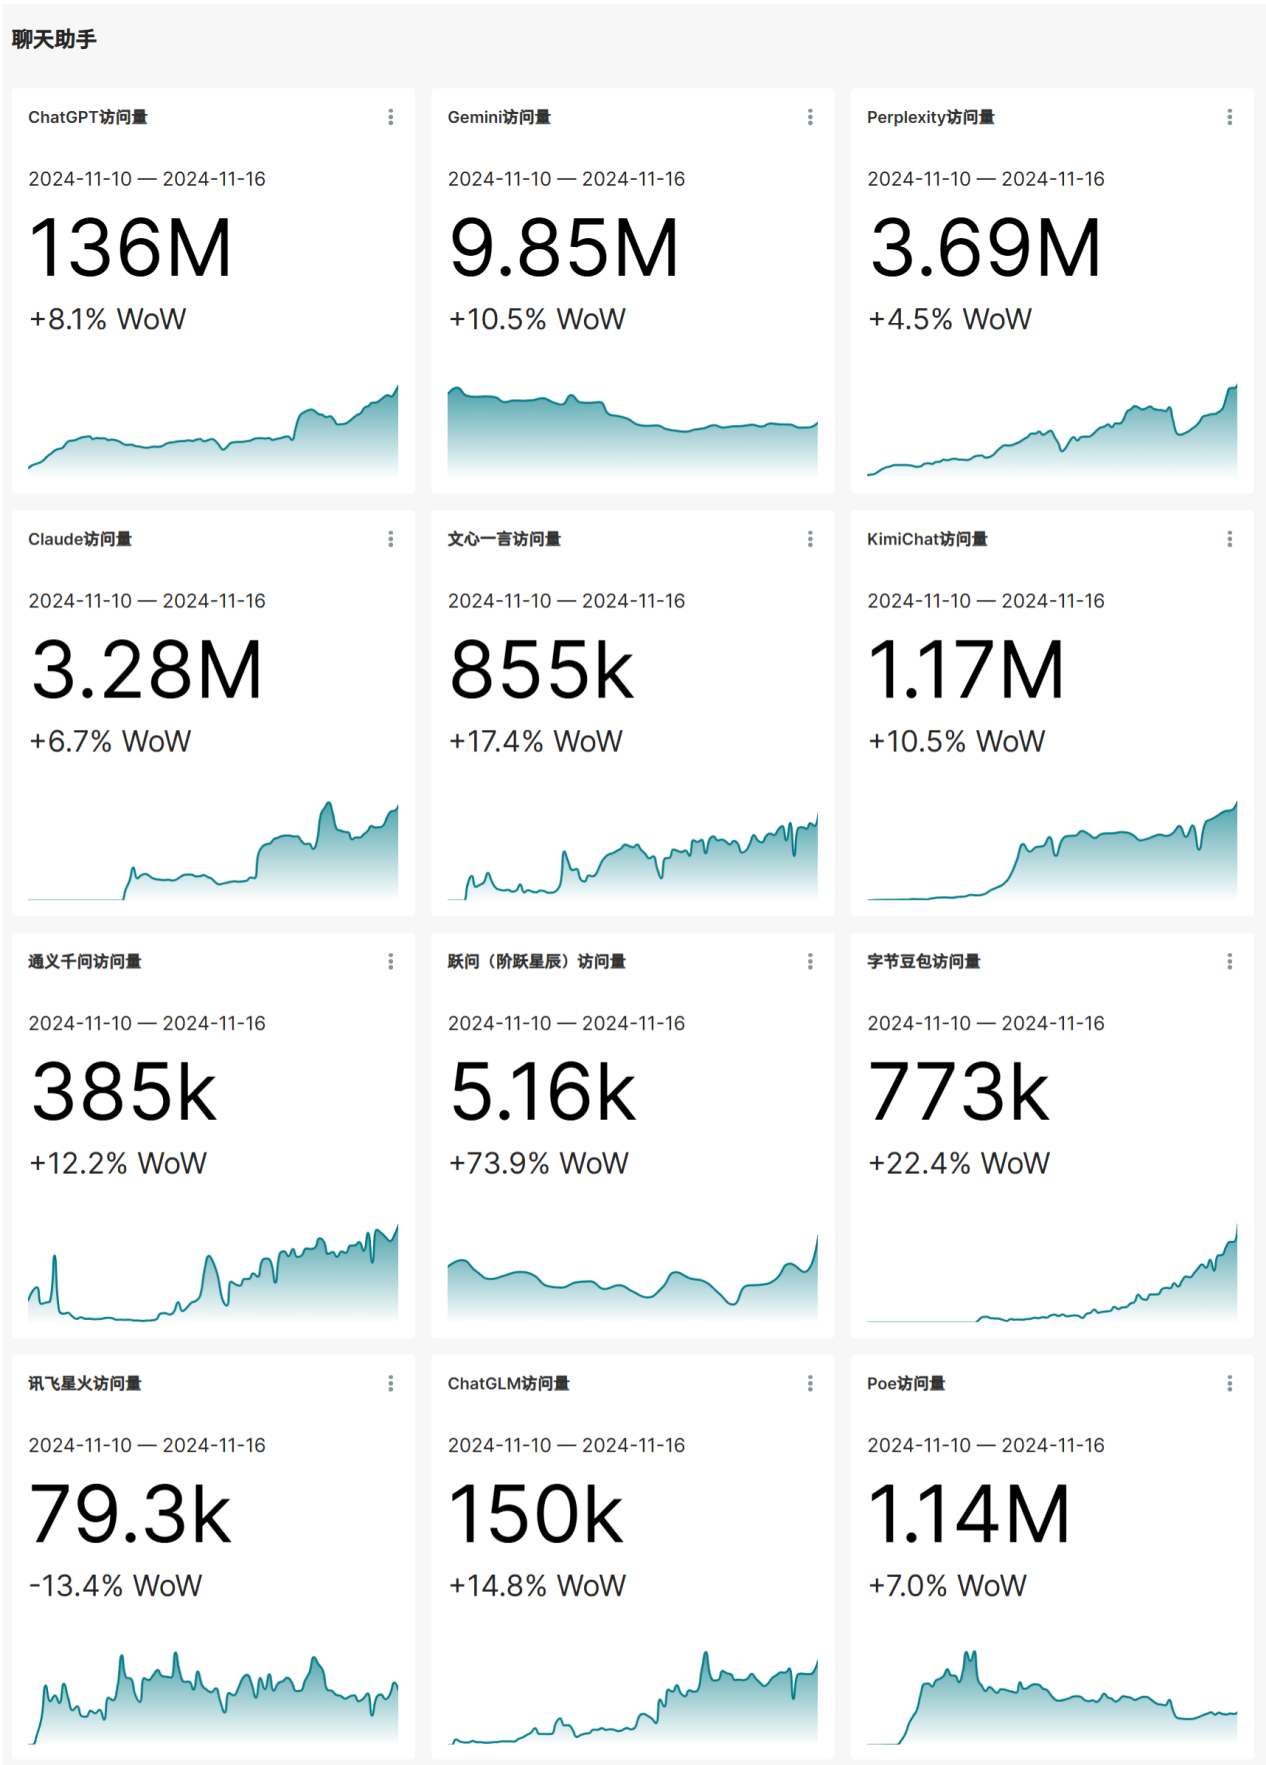 聊天助手
ChatGPT访问量
2024-11-10 — 2024-11-16
136M
+8.1% WoW
Gemini访问量
2024-11-10 — 2024-11-16
9.85M
+10.5% WoW
Perplexity访问量
2024-11-10 — 2024-11-16
3.69M
+4.5% WoW
Claude访问量
2024-11-10 — 2024-11-16
3.28M
+6.7% WoW
文心一言访问量
2024-11-10 — 2024-11-16
855k
+17.4% WoW
KimiChat访问量
2024-11-10 — 2024-11-16
1.17M
+10.5% WoW
通义千问访问量
2024-11-10 — 2024-11-16
385k
+12.2% WoW
跃问（阶跃星辰）访问量
2024-11-10 — 2024-11-16
5.16k
+73.9% WoW
字节豆包访问量
2024-11-10 — 2024-11-16
773k
+22.4% WoW
讯飞星火访问量
2024-11-10 — 2024-11-16
79.3k
-13.4% WoW
ChatGLM访问量
2024-11-10 — 2024-11-16
150k
+14.8% WoW
Poe访问量
2024-11-10 — 2024-11-16
1.14M
+7.0% WoW